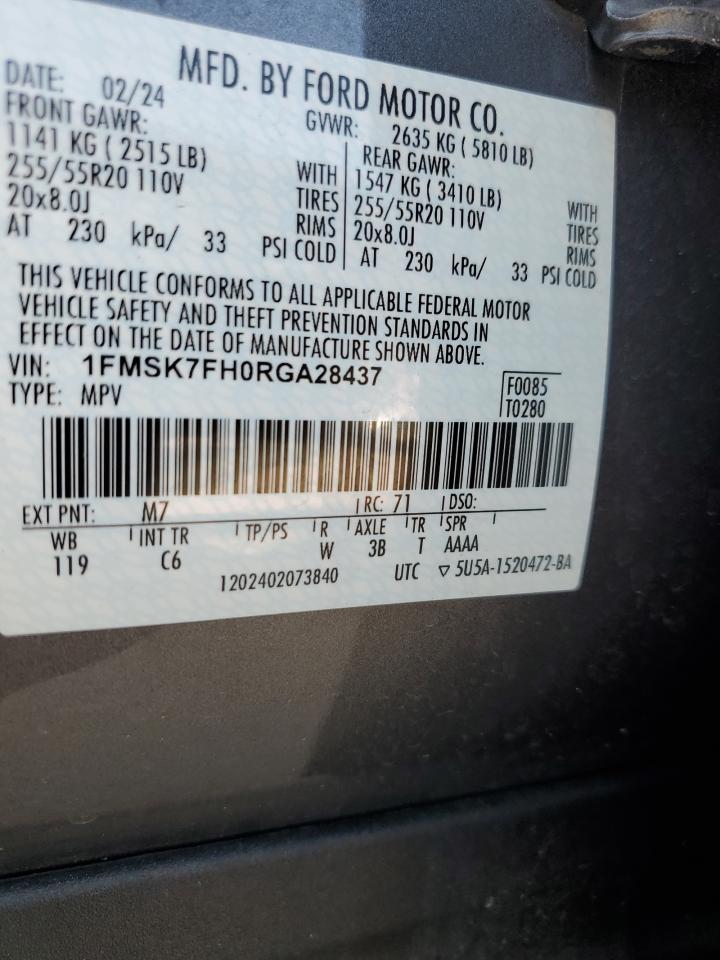 MFD. BY FORD MOTOR CO.
DATE: 02/24 GVWR: 2635 KG ( 5810 LB)
FRONT GAWR: REAR GAWR:
1141 KG ( 2515 LB) WITH 1547 KG ( 3410 LB) WITH
255/55R20 110V TIRES 255/55R20 110V TIRES
20x8.0J RIMS 20x8.0J RIMS
AT 230 kPa/ 33 PSI COLD AT 230 kPa/ 33 PSI COLD
THIS VEHICLE CONFORMS TO ALL APPLICABLE FEDERAL MOTOR
VEHICLE SAFETY AND THEFT PREVENTION STANDARDS IN
EFFECT ON THE DATE OF MANUFACTURE SHOWN ABOVE.
VIN: 1FMSK7FH0RGA28437
TYPE: MPV
F0085
T0280
EXT PNT: M7 RC: 71 DSO:
WB INT TR TP/PS R AXLE TR SPR
119 C6 W 3B T AAAA
1202402073840 UTC ▽ 5U5A-1520472-BA